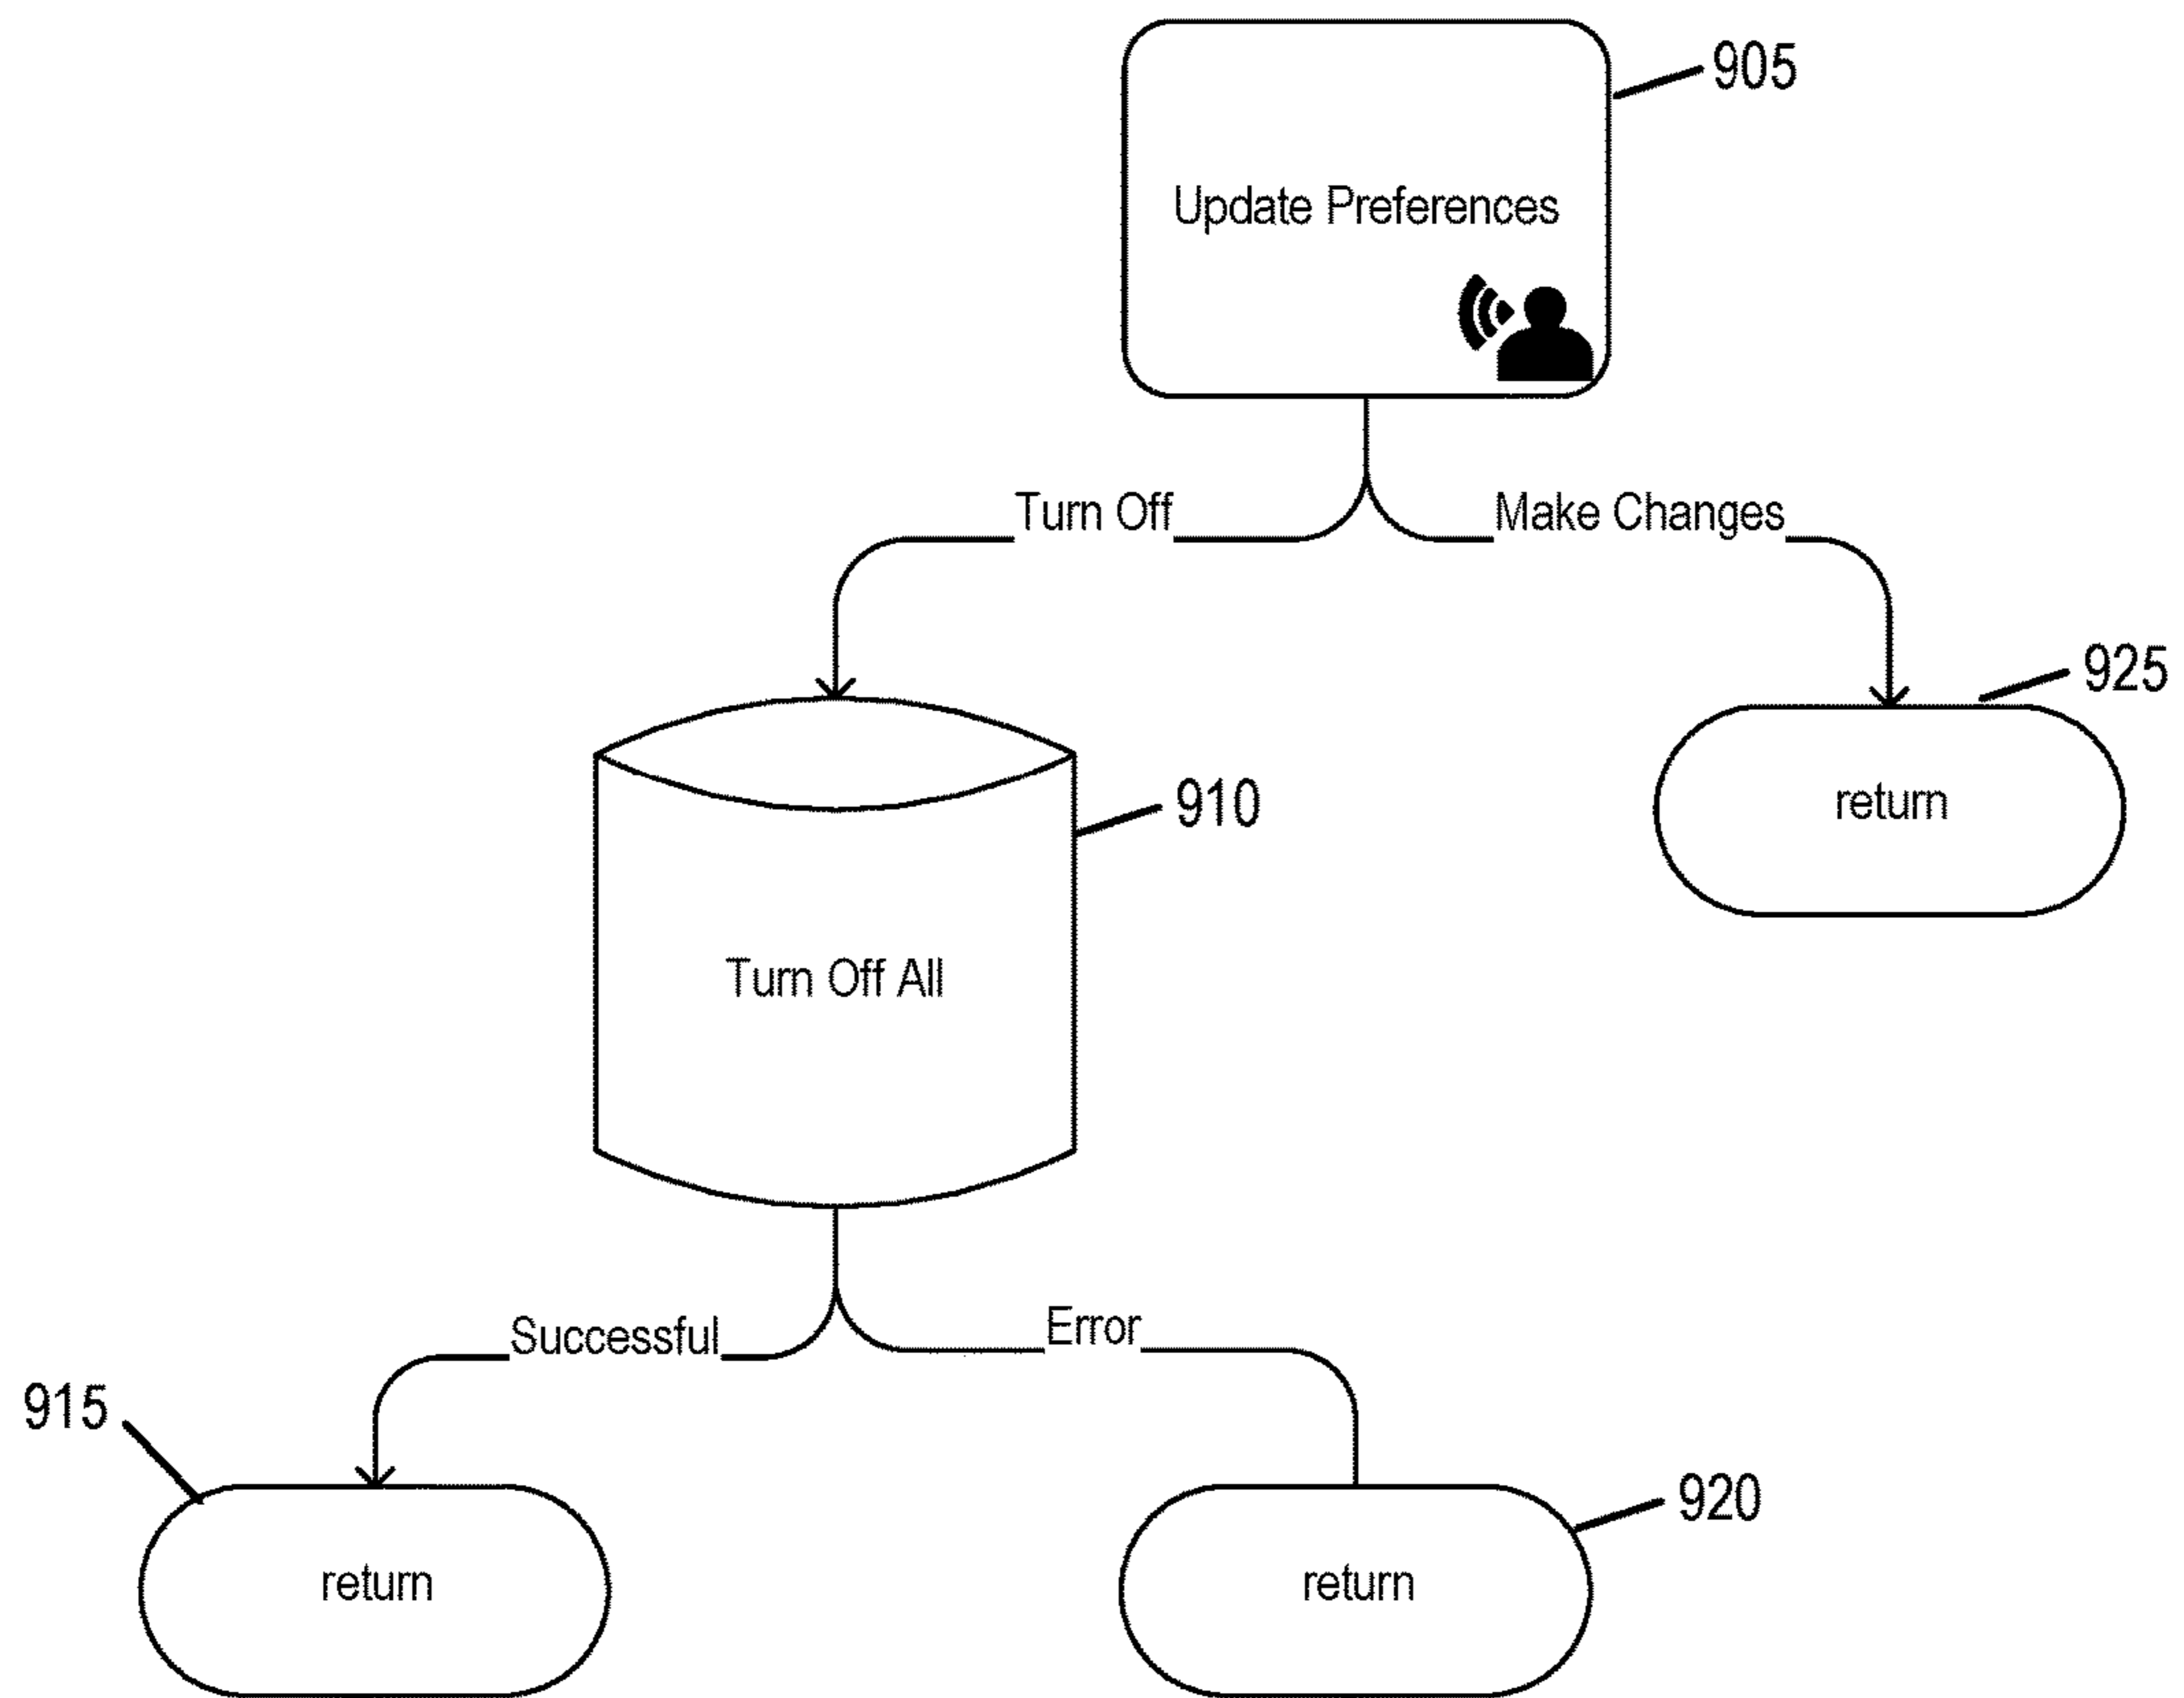 905
Update Preferences
Turn Off
Make Changes
925
return
910
Turn Off All
Successful
Error
915
920
return
return